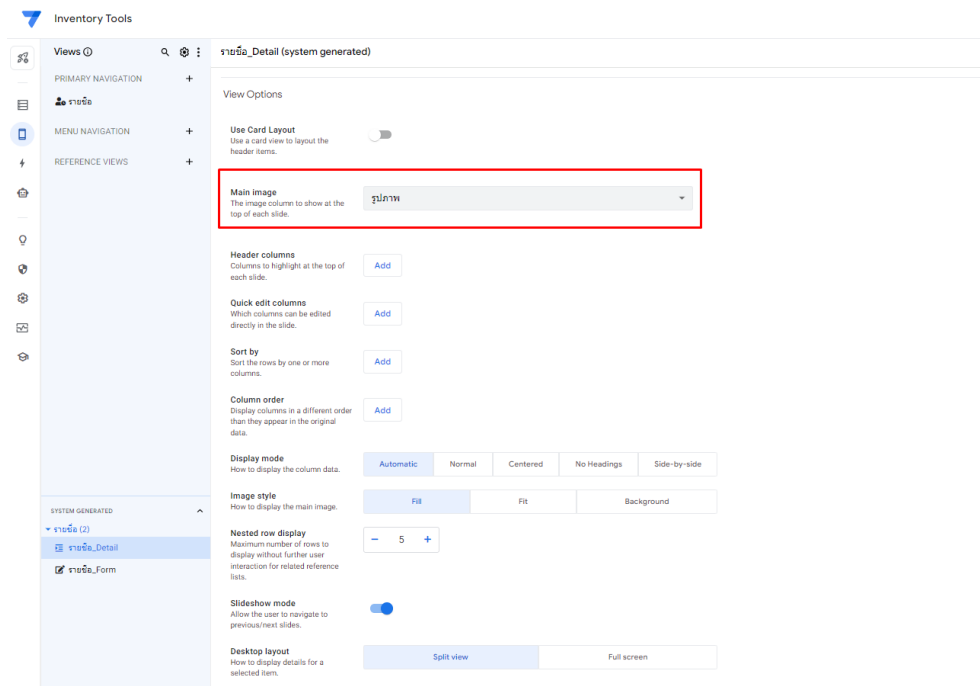 Inventory Tools
Views
รายชื่อ_Detail (system generated)
PRIMARY NAVIGATION
รายชื่อ
MENU NAVIGATION
REFERENCE VIEWS
SYSTEM GENERATED
รายชื่อ (2)
รายชื่อ_Detail
รายชื่อ_Form
View Options
Use Card Layout
Use a card view to layout the
header items.
Main image
The image column to show at the
top of each slide.
รูปภาพ
Header columns
Columns to highlight at the top of
each slide.
Add
Quick edit columns
Which columns can be edited
directly in the slide.
Add
Sort by
Sort the rows by one or more
columns.
Add
Column order
Display columns in a different order
than they appear in the original
data.
Add
Display mode
How to display the column data.
Automatic Normal Centered No Headings Side-by-side
Image style
How to display the main image.
Fill Fit Background
Nested row display
Maximum number of rows to
display without further user
interaction for related reference
lists.
− 5 +
Slideshow mode
Allow the user to navigate to
previous/next slides.
Desktop layout
How to display details for a
selected item.
Split view Full screen